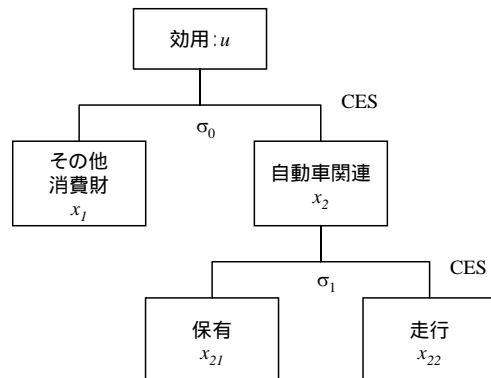 効用:u
CES
σ0
その他
消費財
x1
自動車関連
x2
CES
σ1
保有
x21
走行
x22